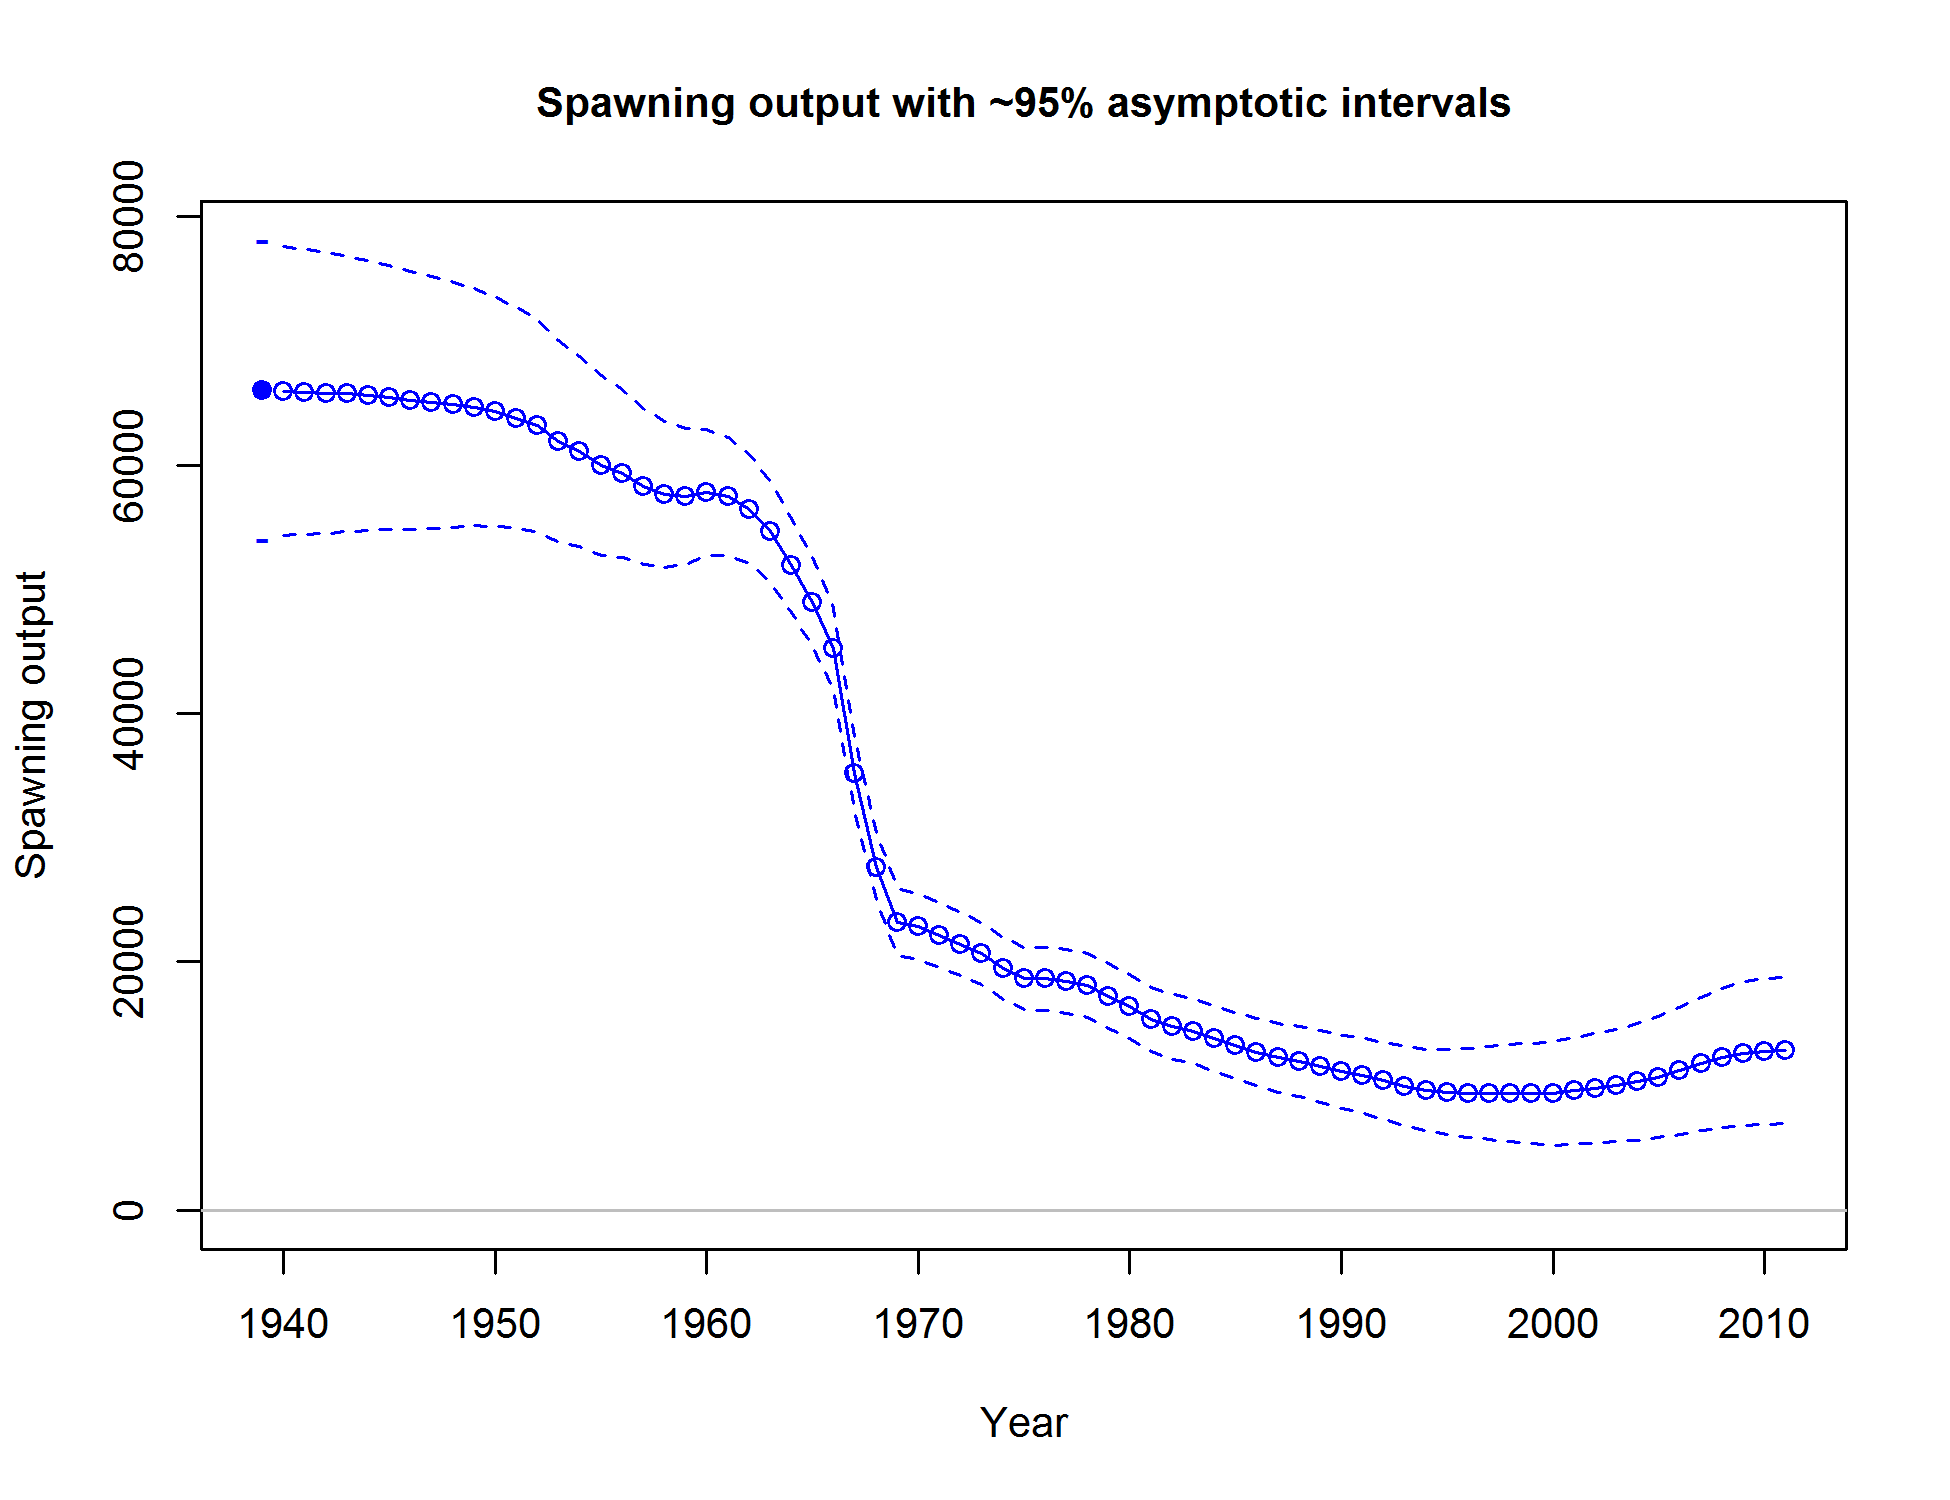 Spawning output with ~95% asymptotic intervals
Spawning output
80000
60000
40000
20000
0
1940 1950 1960 1970 1980 1990 2000 2010
Year